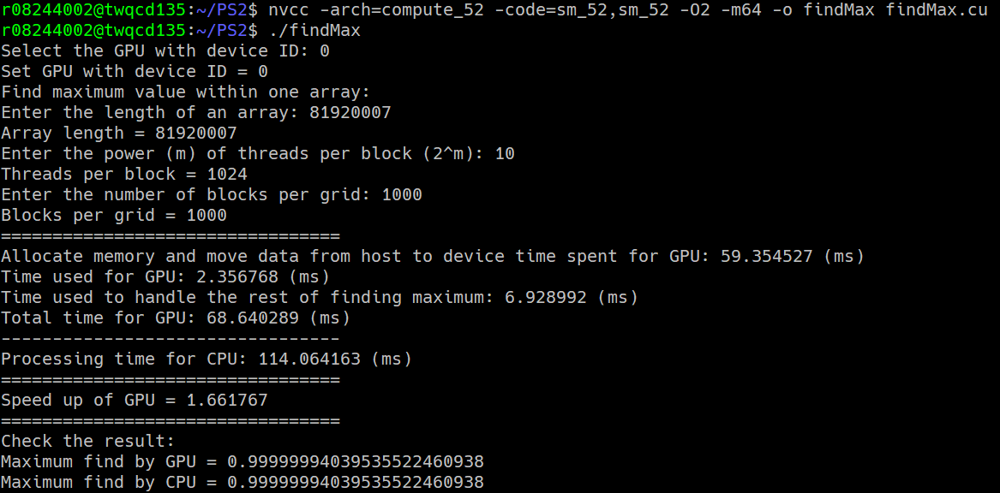 r08244002@twqcd135:~/PS2$ nvcc -arch=compute_52 -code=sm_52,sm_52 -O2 -m64 -o findMax findMax.cu
r08244002@twqcd135:~/PS2$ ./findMax
Select the GPU with device ID: 0
Set GPU with device ID = 0
Find maximum value within one array:
Enter the length of an array: 81920007
Array length = 81920007
Enter the power (m) of threads per block (2^m): 10
Threads per block = 1024
Enter the number of blocks per grid: 1000
Blocks per grid = 1000
=================================
Allocate memory and move data from host to device time spent for GPU: 59.354527 (ms)
Time used for GPU: 2.356768 (ms)
Time used to handle the rest of finding maximum: 6.928992 (ms)
Total time for GPU: 68.640289 (ms)
---------------------------------
Processing time for CPU: 114.064163 (ms)
=================================
Speed up of GPU = 1.661767
=================================
Check the result:
Maximum find by GPU = 0.99999994039535522460938
Maximum find by CPU = 0.99999994039535522460938